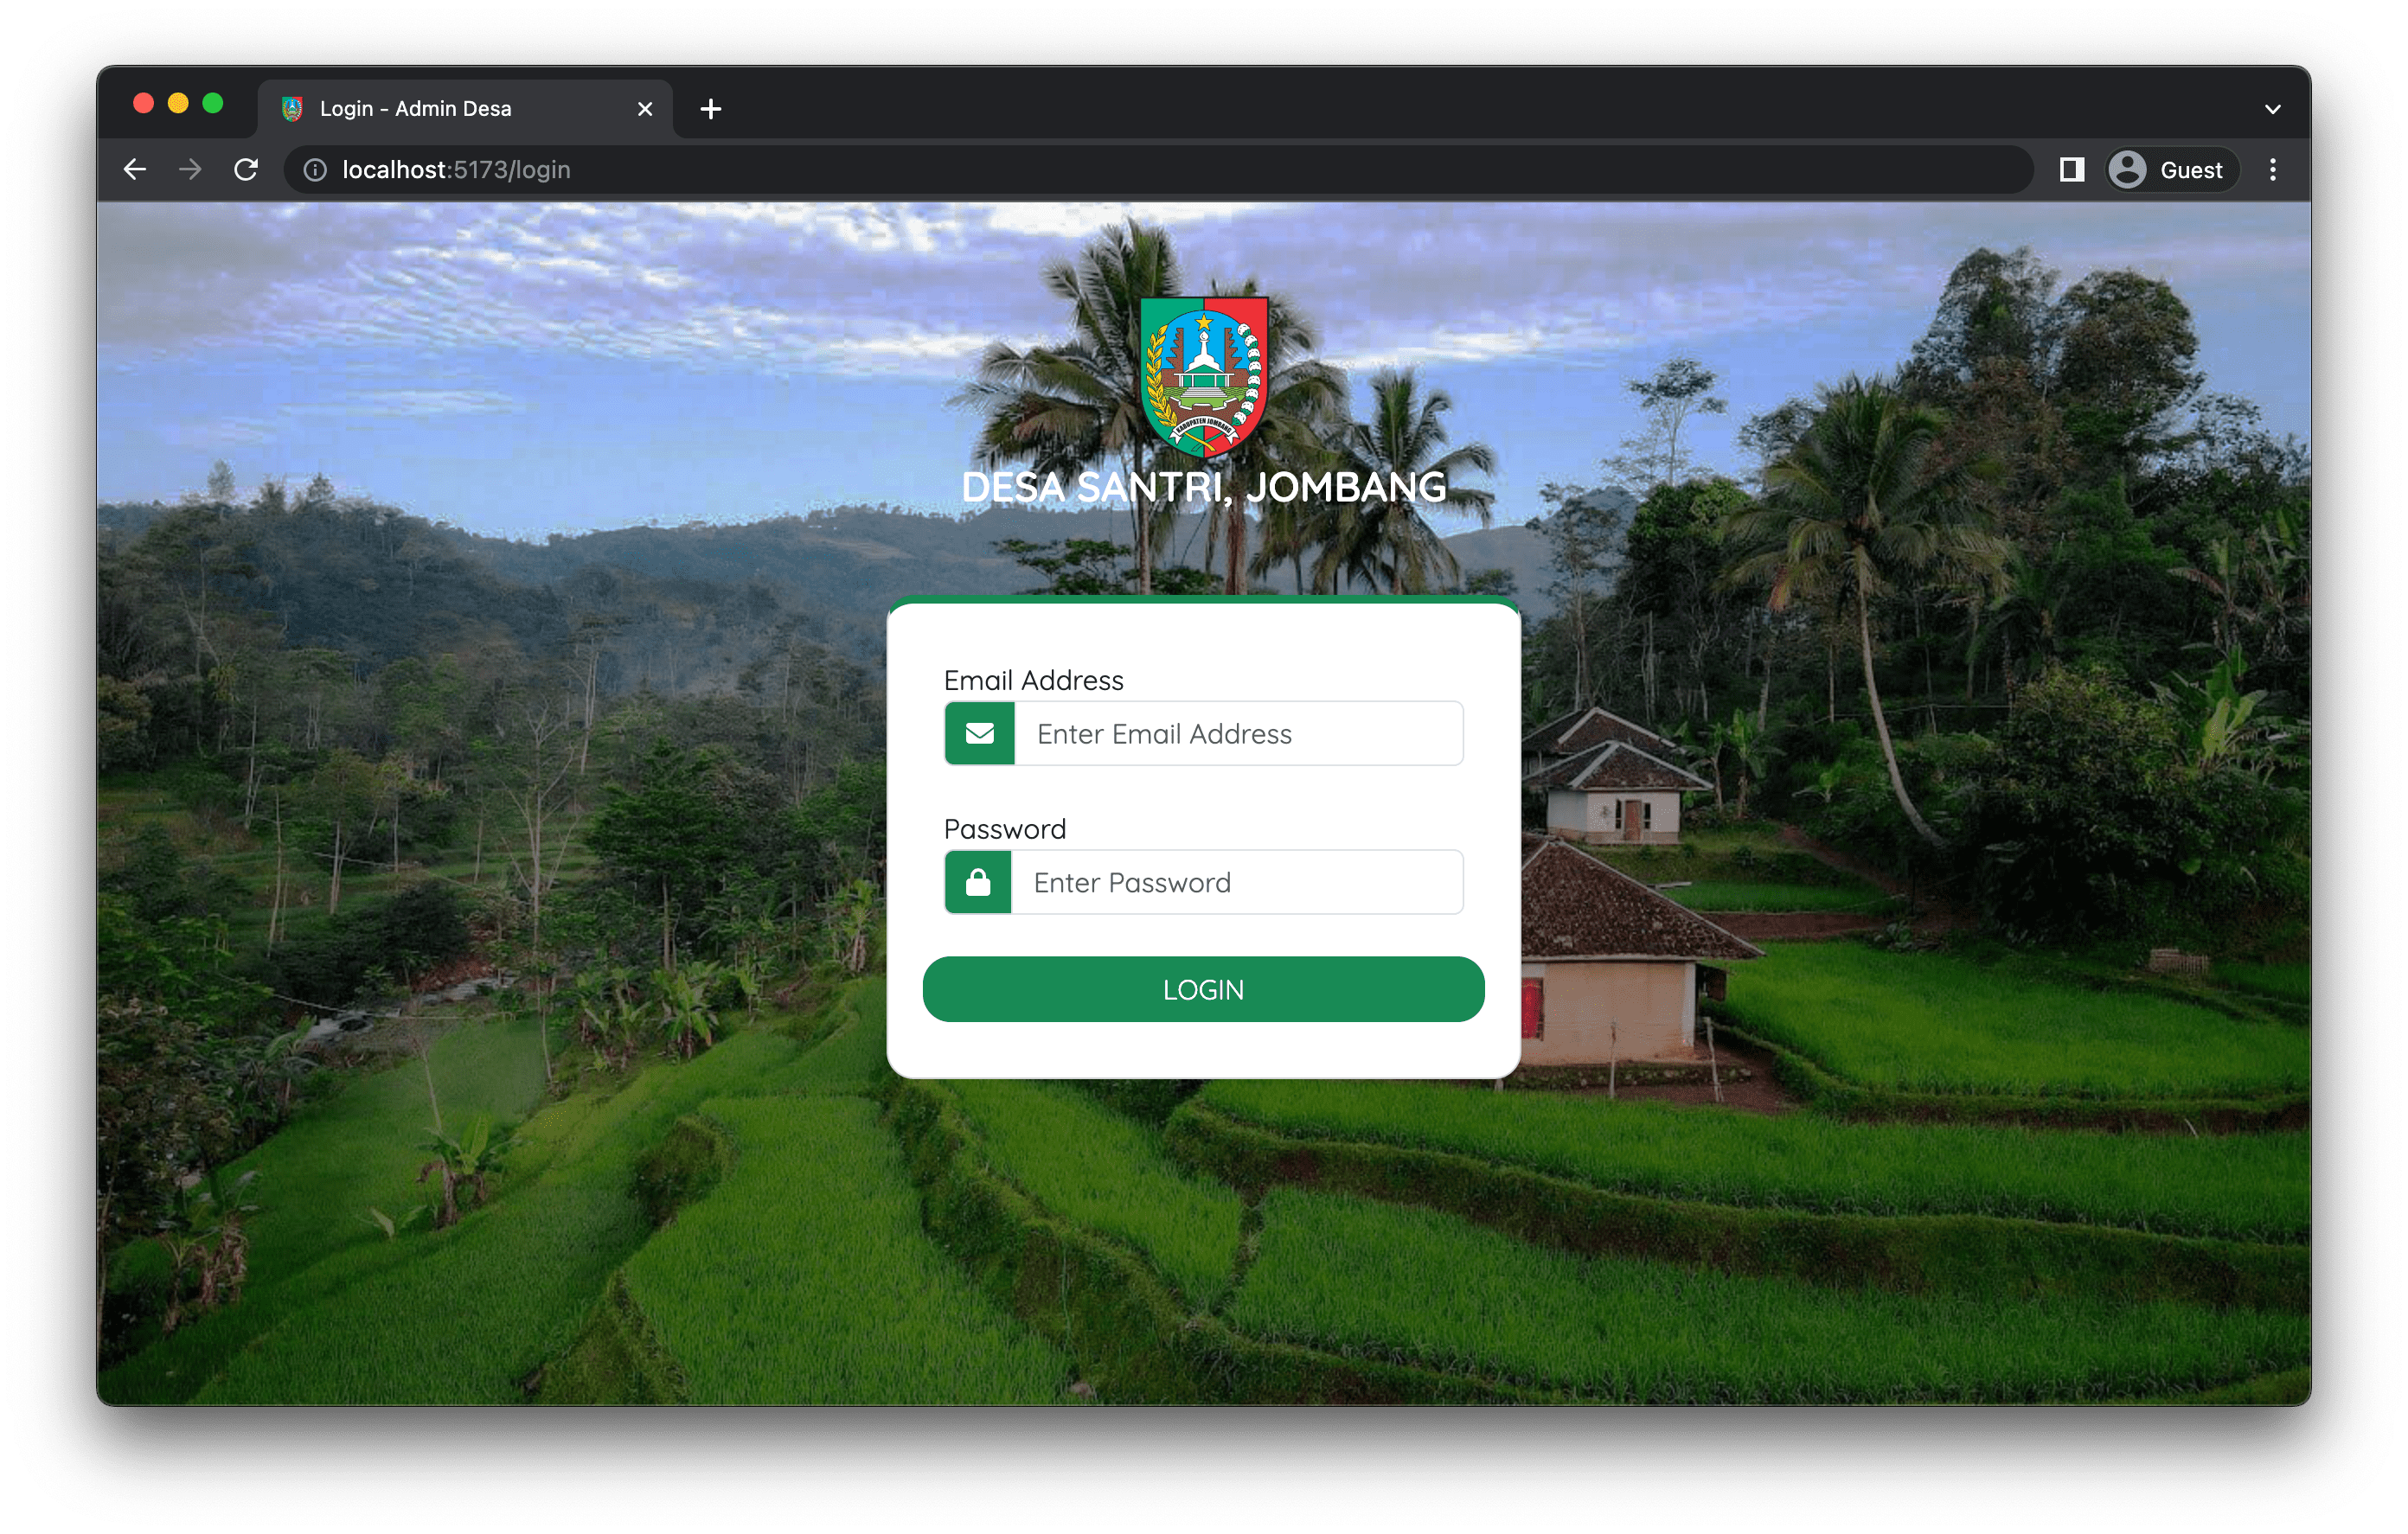 Login - Admin Desa
localhost:5173/login
Guest
KABUPATEN JOMBANG
DESA SANTRI, JOMBANG
Email Address
Enter Email Address
Password
Enter Password
LOGIN